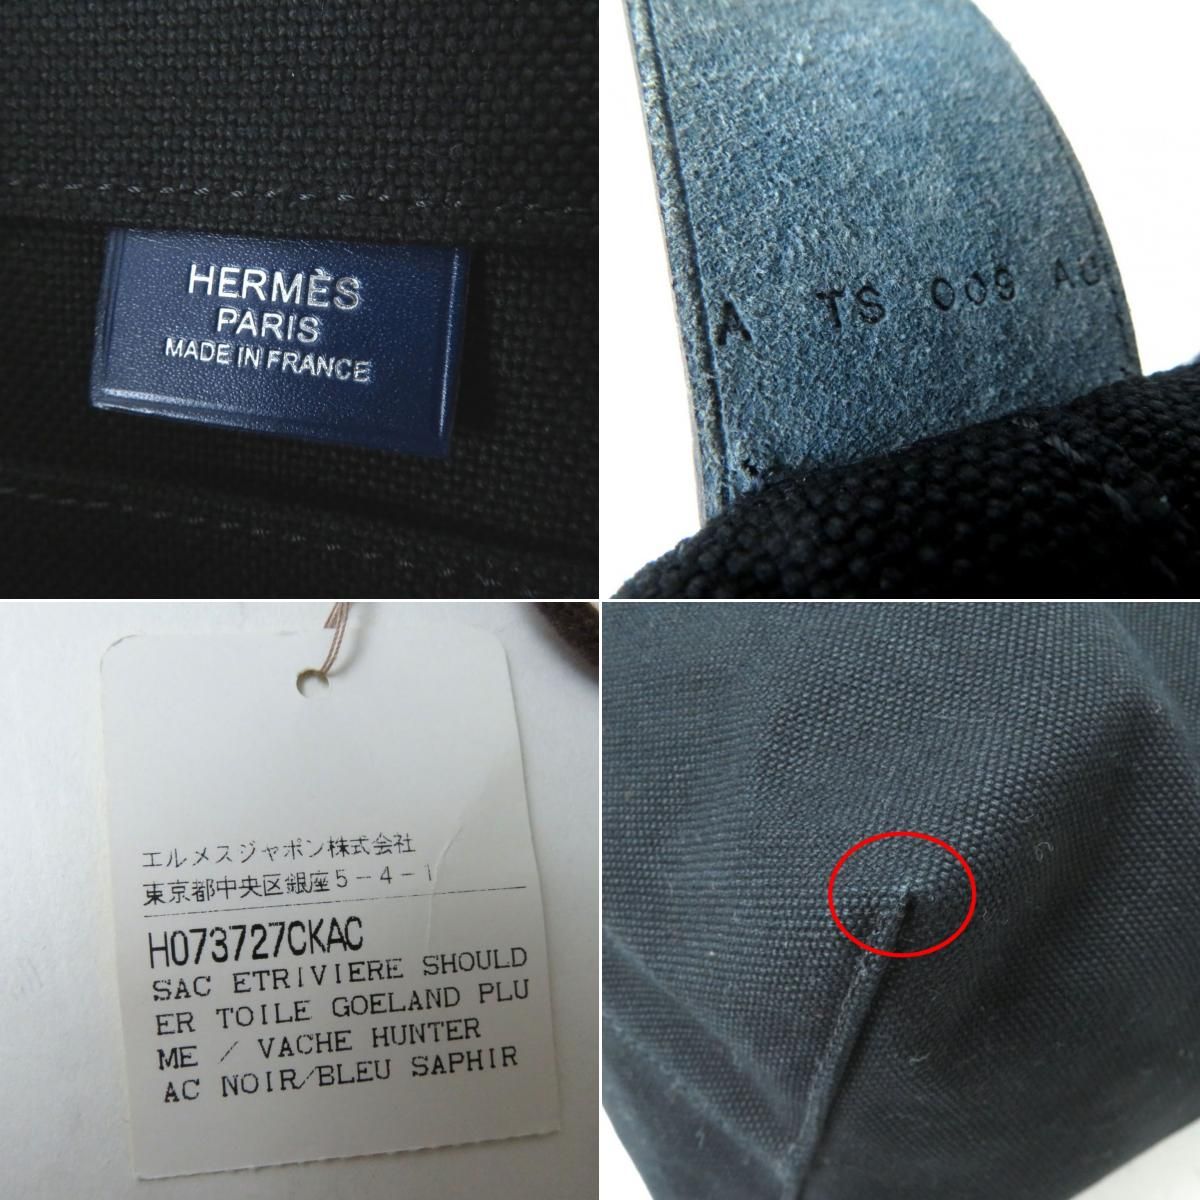 HERMÈS
PARIS
MADE IN FRANCE
A TS 009
エルメスジャポン株式会社
東京都中央区銀座5-4-1
H073727CKAC
SAC ETRIVIERE SHOULD
ER TOILE GOELAND PLU
ME / VACHE HUNTER
AC NOIR/BLEU SAPHIR